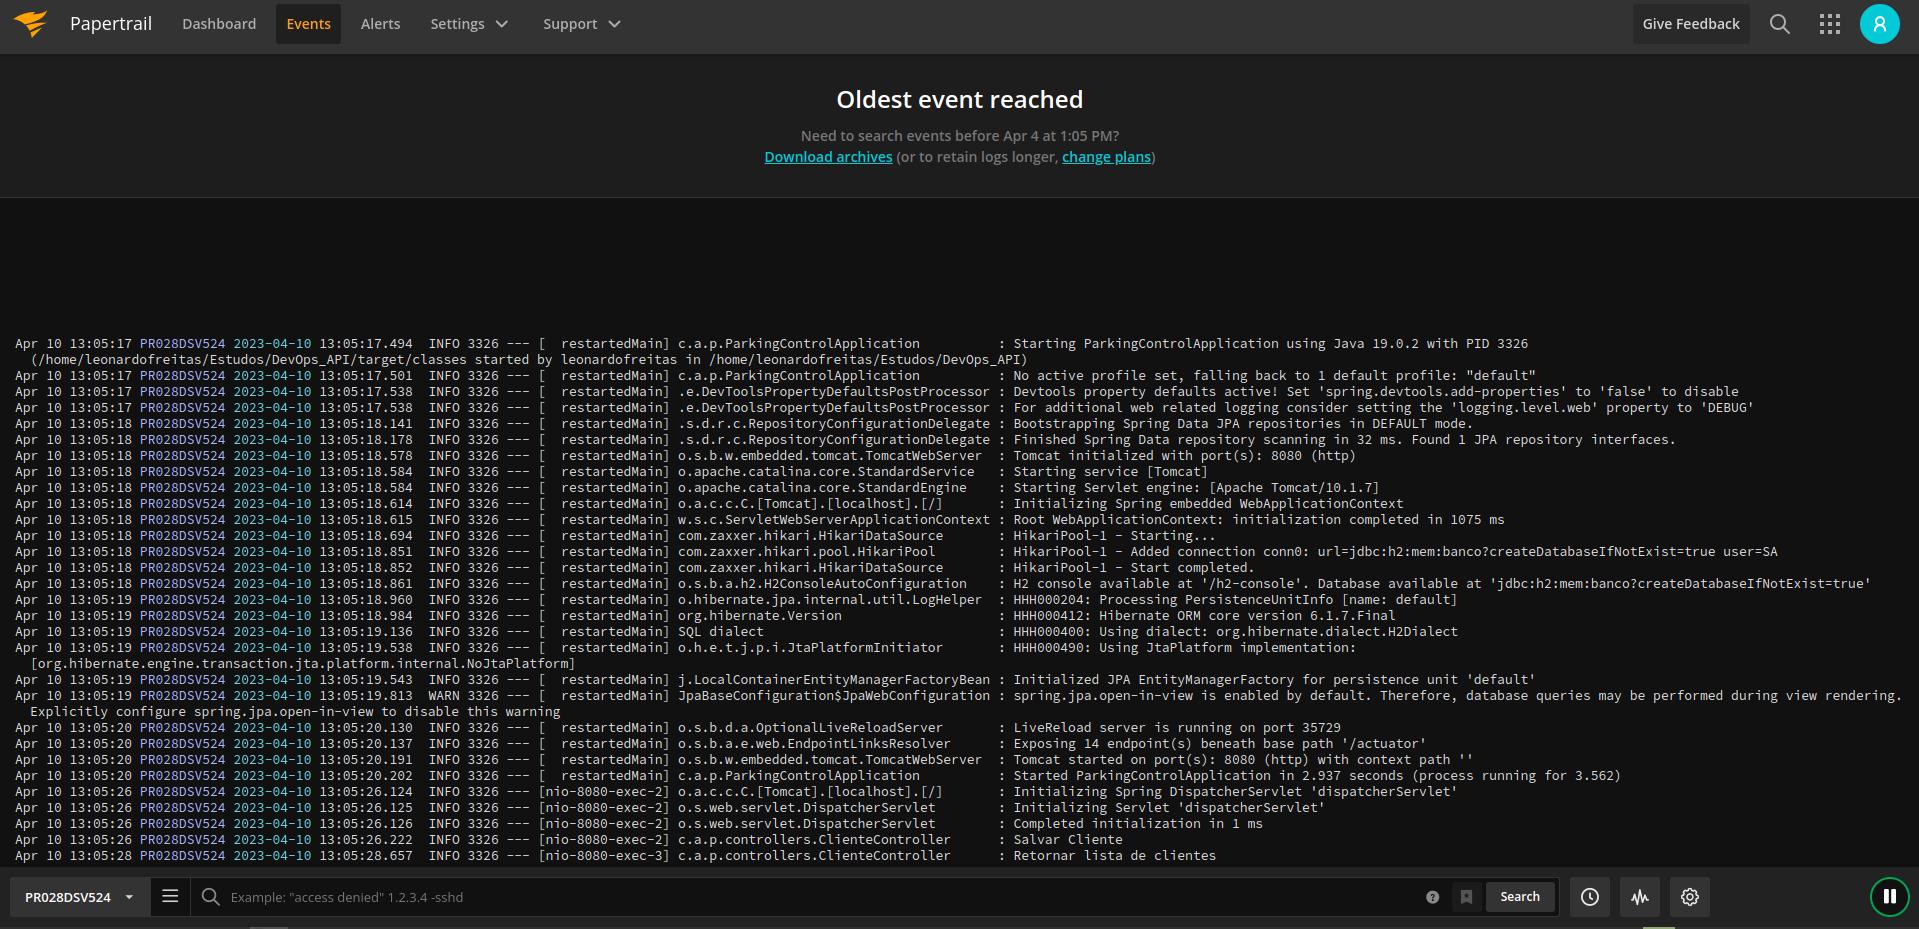 Papertrail Dashboard Events Alerts Settings Support Give Feedback
Oldest event reached
Need to search events before Apr 4 at 1:05 PM?
Download archives (or to retain logs longer, change plans)
Apr 10 13:05:17 PR028DSV524 2023-04-10 13:05:17.494  INFO 3326 --- [  restartedMain] c.a.p.ParkingControlApplication          : Starting ParkingControlApplication using Java 19.0.2 with PID 3326
(/home/leonardofreitas/Estudos/DevOps_API/target/classes started by leonardofreitas in /home/leonardofreitas/Estudos/DevOps_API)
Apr 10 13:05:17 PR028DSV524 2023-04-10 13:05:17.501  INFO 3326 --- [  restartedMain] c.a.p.ParkingControlApplication          : No active profile set, falling back to 1 default profile: "default"
Apr 10 13:05:17 PR028DSV524 2023-04-10 13:05:17.538  INFO 3326 --- [  restartedMain] .e.DevToolsPropertyDefaultsPostProcessor : Devtools property defaults active! Set 'spring.devtools.add-properties' to 'false' to disable
Apr 10 13:05:17 PR028DSV524 2023-04-10 13:05:17.538  INFO 3326 --- [  restartedMain] .e.DevToolsPropertyDefaultsPostProcessor : For additional web related logging consider setting the 'logging.level.web' property to 'DEBUG'
Apr 10 13:05:18 PR028DSV524 2023-04-10 13:05:18.141  INFO 3326 --- [  restartedMain] .s.d.r.c.RepositoryConfigurationDelegate : Bootstrapping Spring Data JPA repositories in DEFAULT mode.
Apr 10 13:05:18 PR028DSV524 2023-04-10 13:05:18.178  INFO 3326 --- [  restartedMain] .s.d.r.c.RepositoryConfigurationDelegate : Finished Spring Data repository scanning in 32 ms. Found 1 JPA repository interfaces.
Apr 10 13:05:18 PR028DSV524 2023-04-10 13:05:18.578  INFO 3326 --- [  restartedMain] o.s.b.w.embedded.tomcat.TomcatWebServer  : Tomcat initialized with port(s): 8080 (http)
Apr 10 13:05:18 PR028DSV524 2023-04-10 13:05:18.584  INFO 3326 --- [  restartedMain] o.apache.catalina.core.StandardService   : Starting service [Tomcat]
Apr 10 13:05:18 PR028DSV524 2023-04-10 13:05:18.584  INFO 3326 --- [  restartedMain] o.apache.catalina.core.StandardEngine    : Starting Servlet engine: [Apache Tomcat/10.1.7]
Apr 10 13:05:18 PR028DSV524 2023-04-10 13:05:18.614  INFO 3326 --- [  restartedMain] o.a.c.c.C.[Tomcat].[localhost].[/]       : Initializing Spring embedded WebApplicationContext
Apr 10 13:05:18 PR028DSV524 2023-04-10 13:05:18.615  INFO 3326 --- [  restartedMain] w.s.c.ServletWebServerApplicationContext : Root WebApplicationContext: initialization completed in 1075 ms
Apr 10 13:05:18 PR028DSV524 2023-04-10 13:05:18.694  INFO 3326 --- [  restartedMain] com.zaxxer.hikari.HikariDataSource       : HikariPool-1 - Starting...
Apr 10 13:05:18 PR028DSV524 2023-04-10 13:05:18.851  INFO 3326 --- [  restartedMain] com.zaxxer.hikari.pool.HikariPool        : HikariPool-1 - Added connection conn0: url=jdbc:h2:mem:banco?createDatabaseIfNotExist=true user=SA
Apr 10 13:05:18 PR028DSV524 2023-04-10 13:05:18.852  INFO 3326 --- [  restartedMain] com.zaxxer.hikari.HikariDataSource       : HikariPool-1 - Start completed.
Apr 10 13:05:18 PR028DSV524 2023-04-10 13:05:18.861  INFO 3326 --- [  restartedMain] o.s.b.a.h2.H2ConsoleAutoConfiguration    : H2 console available at '/h2-console'. Database available at 'jdbc:h2:mem:banco?createDatabaseIfNotExist=true'
Apr 10 13:05:19 PR028DSV524 2023-04-10 13:05:18.960  INFO 3326 --- [  restartedMain] o.hibernate.jpa.internal.util.LogHelper  : HHH000204: Processing PersistenceUnitInfo [name: default]
Apr 10 13:05:19 PR028DSV524 2023-04-10 13:05:18.984  INFO 3326 --- [  restartedMain] org.hibernate.Version                    : HHH000412: Hibernate ORM core version 6.1.7.Final
Apr 10 13:05:19 PR028DSV524 2023-04-10 13:05:19.136  INFO 3326 --- [  restartedMain] SQL dialect                              : HHH000400: Using dialect: org.hibernate.dialect.H2Dialect
Apr 10 13:05:19 PR028DSV524 2023-04-10 13:05:19.538  INFO 3326 --- [  restartedMain] o.h.e.t.j.p.i.JtaPlatformInitiator       : HHH000490: Using JtaPlatform implementation:
[org.hibernate.engine.transaction.jta.platform.internal.NoJtaPlatform]
Apr 10 13:05:19 PR028DSV524 2023-04-10 13:05:19.543  INFO 3326 --- [  restartedMain] j.LocalContainerEntityManagerFactoryBean : Initialized JPA EntityManagerFactory for persistence unit 'default'
Apr 10 13:05:19 PR028DSV524 2023-04-10 13:05:19.813  WARN 3326 --- [  restartedMain] JpaBaseConfiguration$JpaWebConfiguration : spring.jpa.open-in-view is enabled by default. Therefore, database queries may be performed during view rendering.
Explicitly configure spring.jpa.open-in-view to disable this warning
Apr 10 13:05:20 PR028DSV524 2023-04-10 13:05:20.130  INFO 3326 --- [  restartedMain] o.s.b.d.a.OptionalLiveReloadServer       : LiveReload server is running on port 35729
Apr 10 13:05:20 PR028DSV524 2023-04-10 13:05:20.137  INFO 3326 --- [  restartedMain] o.s.b.a.e.web.EndpointLinksResolver      : Exposing 14 endpoint(s) beneath base path '/actuator'
Apr 10 13:05:20 PR028DSV524 2023-04-10 13:05:20.191  INFO 3326 --- [  restartedMain] o.s.b.w.embedded.tomcat.TomcatWebServer  : Tomcat started on port(s): 8080 (http) with context path ''
Apr 10 13:05:20 PR028DSV524 2023-04-10 13:05:20.202  INFO 3326 --- [  restartedMain] c.a.p.ParkingControlApplication          : Started ParkingControlApplication in 2.937 seconds (process running for 3.562)
Apr 10 13:05:26 PR028DSV524 2023-04-10 13:05:26.124  INFO 3326 --- [nio-8080-exec-2] o.a.c.c.C.[Tomcat].[localhost].[/]       : Initializing Spring DispatcherServlet 'dispatcherServlet'
Apr 10 13:05:26 PR028DSV524 2023-04-10 13:05:26.125  INFO 3326 --- [nio-8080-exec-2] o.s.web.servlet.DispatcherServlet        : Initializing Servlet 'dispatcherServlet'
Apr 10 13:05:26 PR028DSV524 2023-04-10 13:05:26.126  INFO 3326 --- [nio-8080-exec-2] o.s.web.servlet.DispatcherServlet        : Completed initialization in 1 ms
Apr 10 13:05:26 PR028DSV524 2023-04-10 13:05:26.222  INFO 3326 --- [nio-8080-exec-2] c.a.p.controllers.ClienteController      : Salvar Cliente
Apr 10 13:05:28 PR028DSV524 2023-04-10 13:05:28.657  INFO 3326 --- [nio-8080-exec-3] c.a.p.controllers.ClienteController      : Retornar lista de clientes
PR028DSV524 Example: "access denied" 1.2.3.4 -sshd ? Search